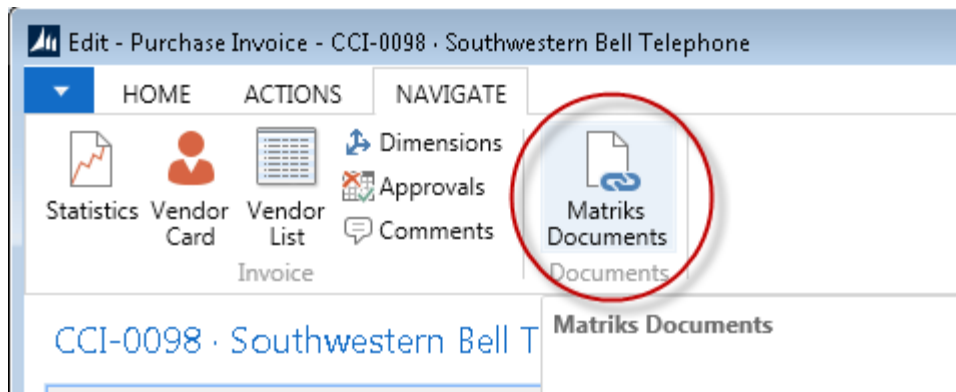 Edit - Purchase Invoice - CCI-0098 · Southwestern Bell Telephone
HOME ACTIONS NAVIGATE
Statistics
Vendor
Card
Vendor
List
Dimensions
Approvals
Comments
Matriks
Documents
Invoice
Documents
CCI-0098 · Southwestern Bell T
Matriks Documents